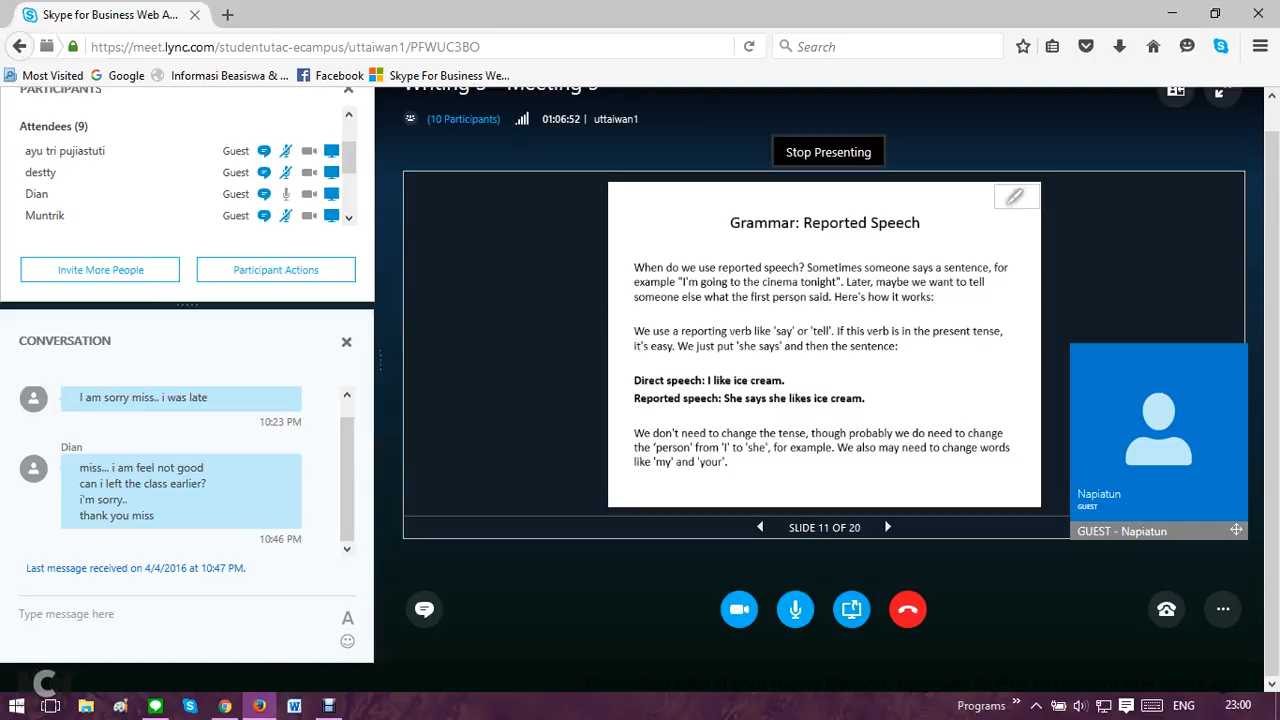 Skype for Business Web A...
https://meet.lync.com/studentutac-ecampus/uttaiwan1/PFWUC3BO
Search
Most Visited
Google
Informasi Beasiswa & ...
Facebook
Skype For Business We...
PARTICIPANTS
Attendees (9)
ayu tri pujiastuti Guest
destty Guest
Dian Guest
Muntrik Guest
Invite More People
Participant Actions
CONVERSATION
I am sorry miss.. i was late
10:23 PM
Dian
miss... i am feel not good
can i left the class earlier?
i'm sorry..
thank you miss
10:46 PM
Last message received on 4/4/2016 at 10:47 PM.
Type message here
A
Writing 3 - Meeting 5
(10 Participants)
01:06:52 | uttaiwan1
Stop Presenting
Grammar: Reported Speech
When do we use reported speech? Sometimes someone says a sentence, for
example "I'm going to the cinema tonight". Later, maybe we want to tell
someone else what the first person said. Here's how it works:
We use a reporting verb like 'say' or 'tell'. If this verb is in the present tense,
it's easy. We just put 'she says' and then the sentence:
Direct speech: I like ice cream.
Reported speech: She says she likes ice cream.
We don't need to change the tense, though probably we do need to change
the 'person' from 'I' to 'she', for example. We also may need to change words
like 'my' and 'your'.
SLIDE 11 OF 20
Napiatun
GUEST
GUEST - Napiatun
Programs
ENG
23:00